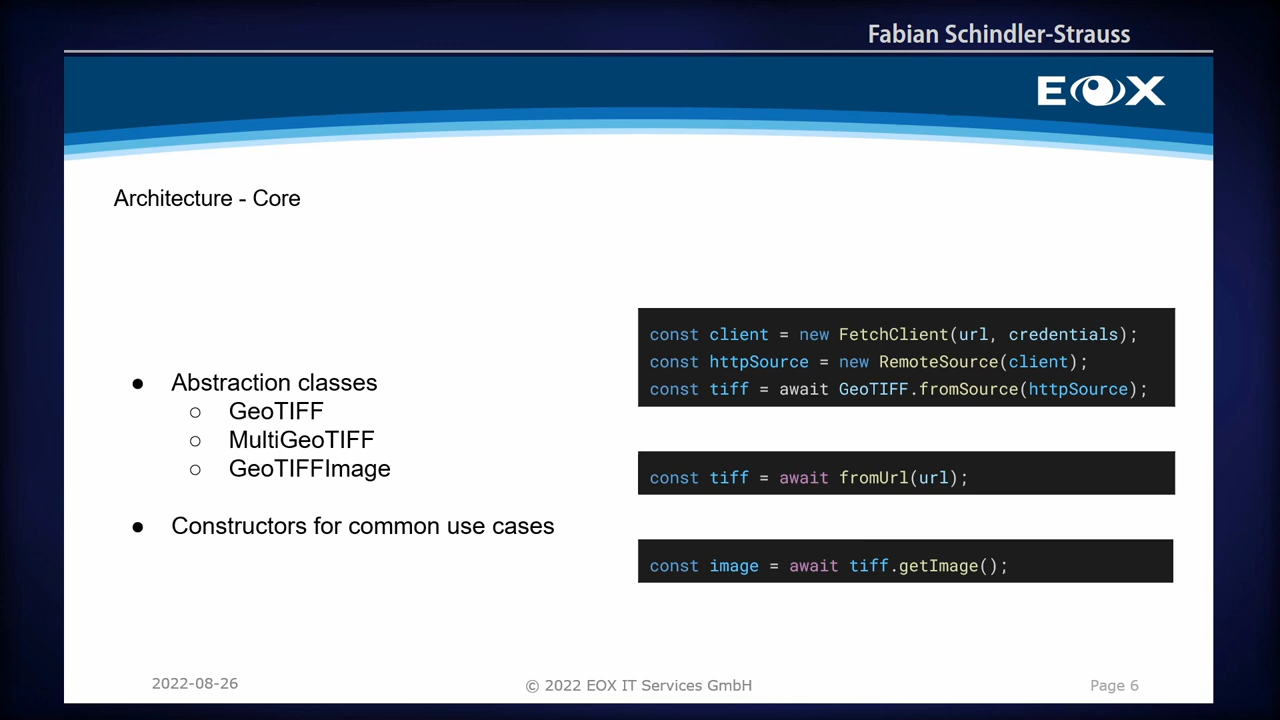 Fabian Schindler-Strauss
EOX
Architecture - Core
● Abstraction classes
○ GeoTIFF
○ MultiGeoTIFF
○ GeoTIFFImage
● Constructors for common use cases
const client = new FetchClient(url, credentials);
const httpSource = new RemoteSource(client);
const tiff = await GeoTIFF.fromSource(httpSource);
const tiff = await fromUrl(url);
const image = await tiff.getImage();
2022-08-26
© 2022 EOX IT Services GmbH
Page 6